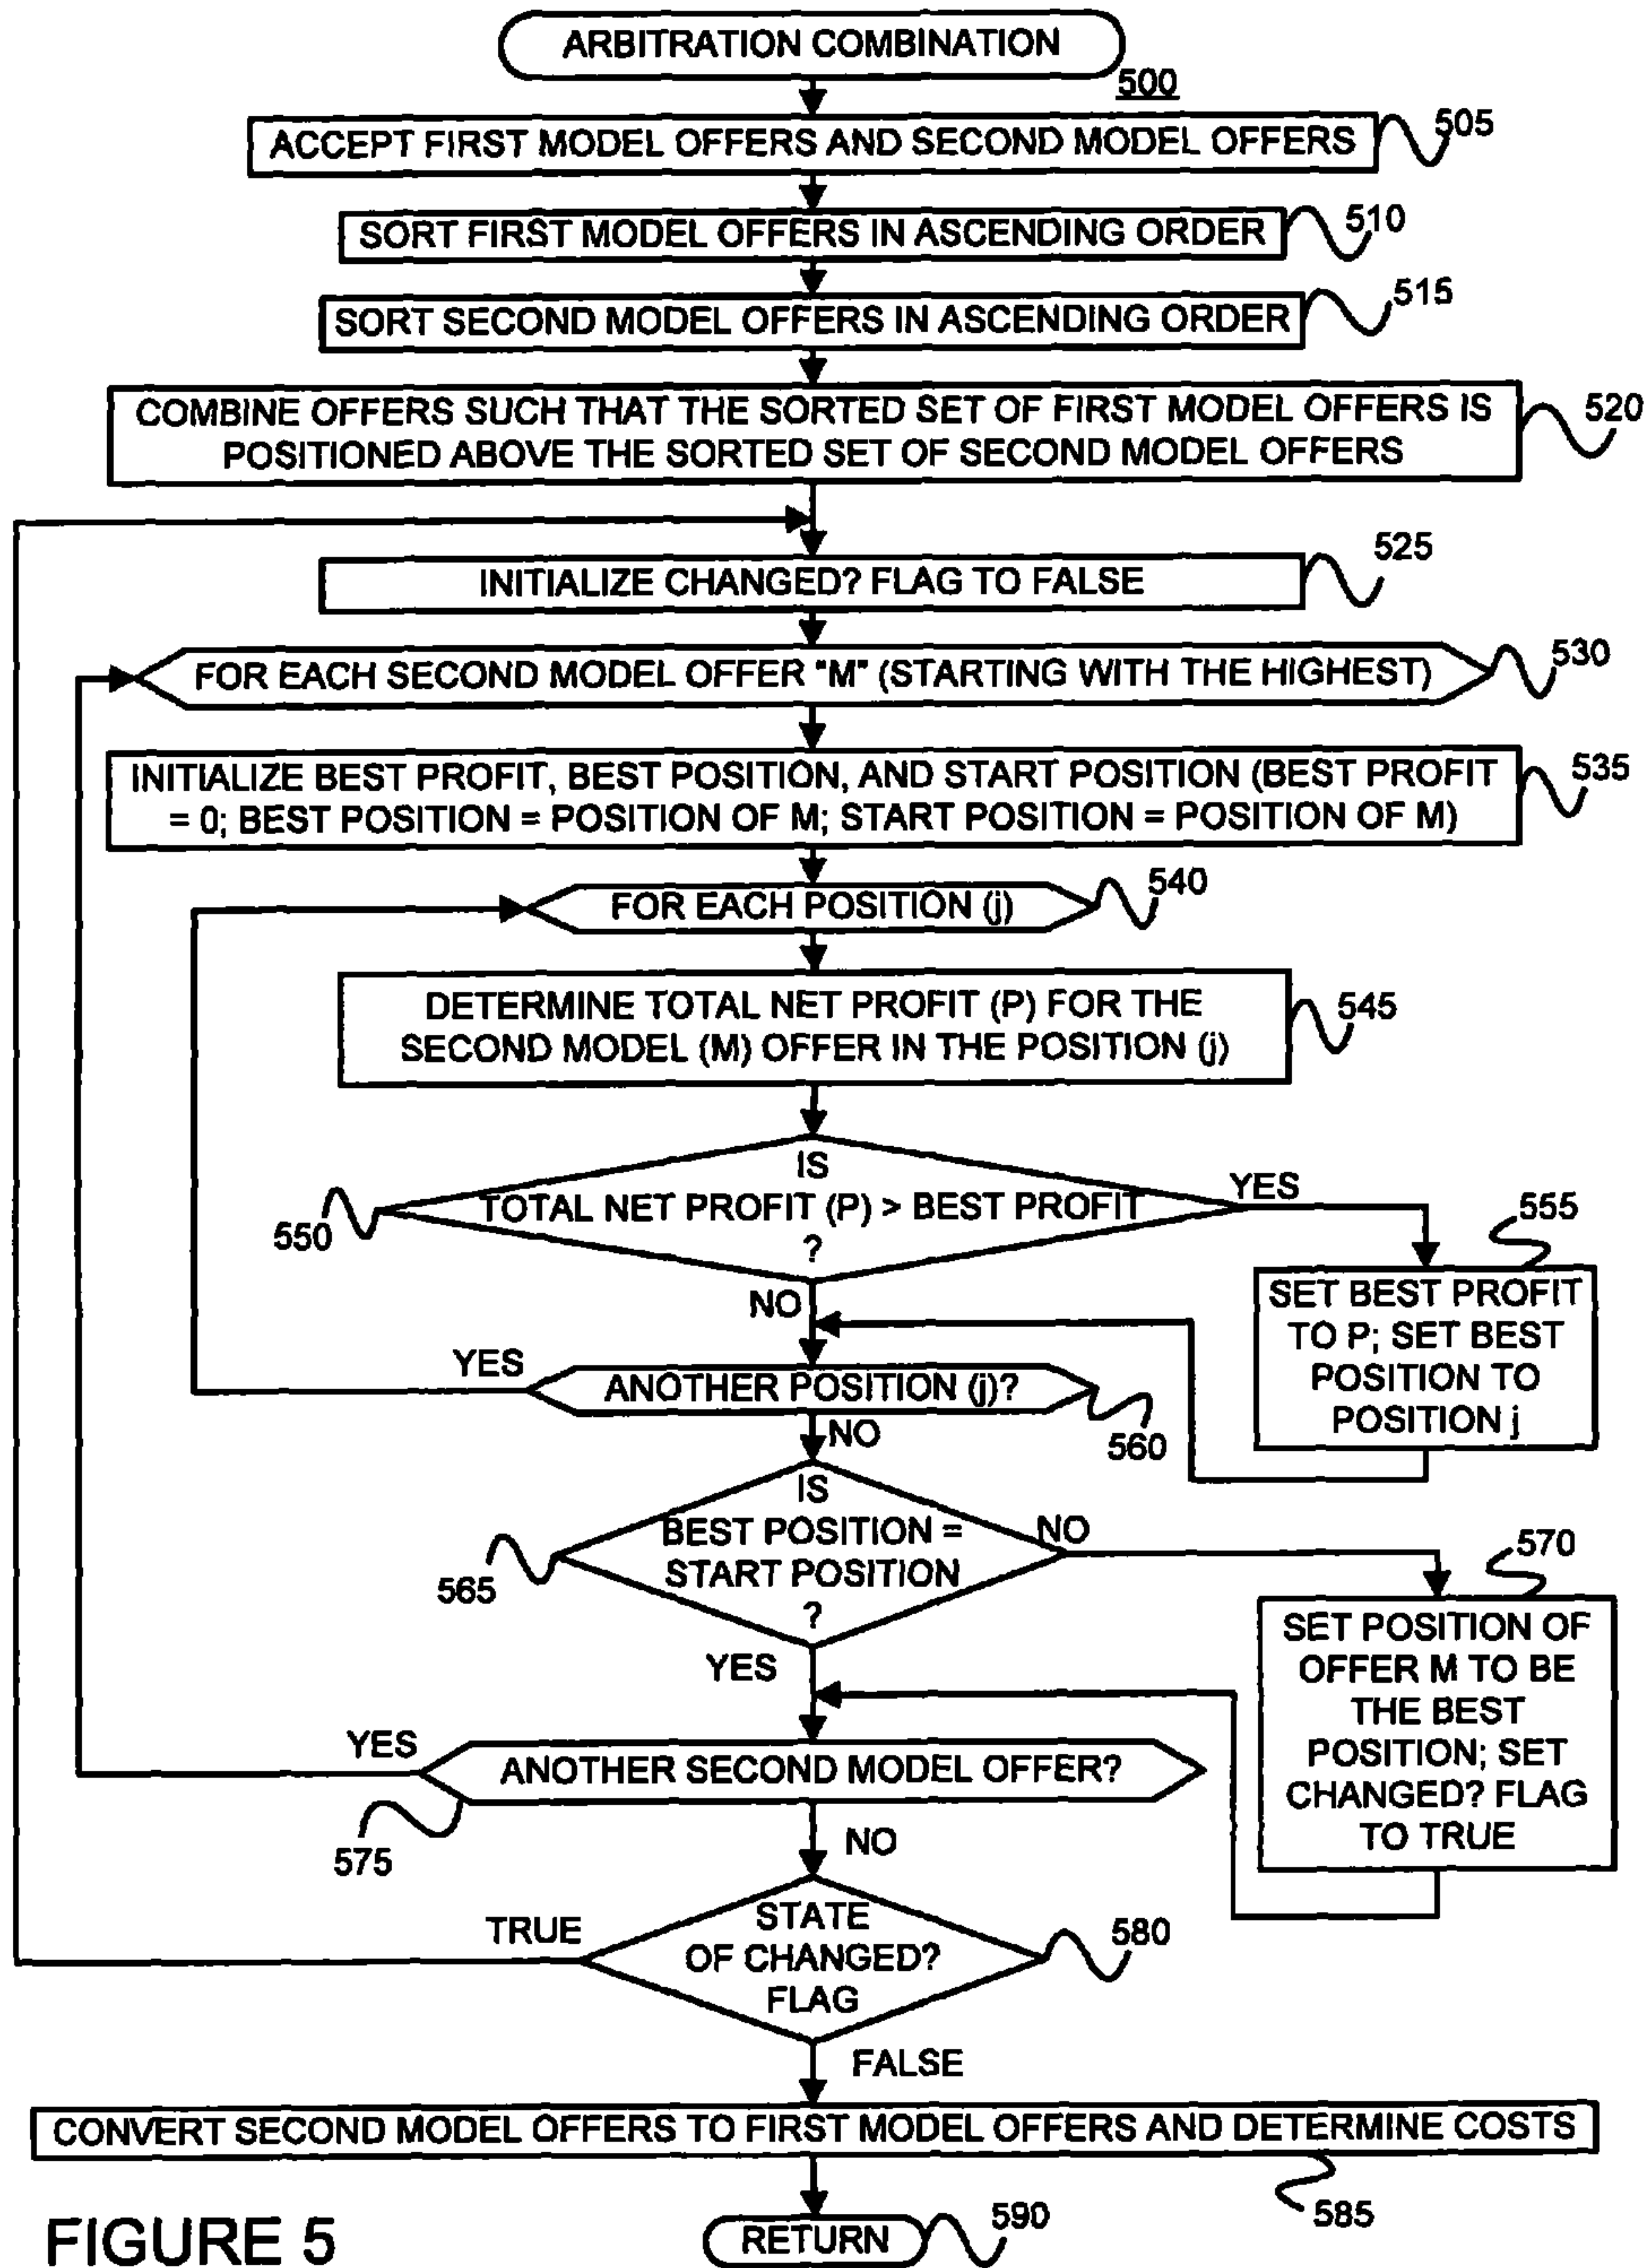 ARBITRATION COMBINATION
500
ACCEPT FIRST MODEL OFFERS AND SECOND MODEL OFFERS
505
SORT FIRST MODEL OFFERS IN ASCENDING ORDER
510
SORT SECOND MODEL OFFERS IN ASCENDING ORDER
515
COMBINE OFFERS SUCH THAT THE SORTED SET OF FIRST MODEL OFFERS IS
POSITIONED ABOVE THE SORTED SET OF SECOND MODEL OFFERS
520
INITIALIZE CHANGED? FLAG TO FALSE
525
FOR EACH SECOND MODEL OFFER "M" (STARTING WITH THE HIGHEST)
530
INITIALIZE BEST PROFIT, BEST POSITION, AND START POSITION (BEST PROFIT
= 0; BEST POSITION = POSITION OF M; START POSITION = POSITION OF M)
535
FOR EACH POSITION (j)
540
DETERMINE TOTAL NET PROFIT (P) FOR THE
SECOND MODEL (M) OFFER IN THE POSITION (j)
545
IS
TOTAL NET PROFIT (P) > BEST PROFIT
?
550
YES
555
SET BEST PROFIT
TO P; SET BEST
POSITION TO
POSITION j
NO
YES
ANOTHER POSITION (j)?
560
NO
IS
BEST POSITION =
START POSITION
?
565
NO
570
SET POSITION OF
OFFER M TO BE
THE BEST
POSITION; SET
CHANGED? FLAG
TO TRUE
YES
YES
ANOTHER SECOND MODEL OFFER?
575
NO
STATE
OF CHANGED?
FLAG
580
TRUE
FALSE
CONVERT SECOND MODEL OFFERS TO FIRST MODEL OFFERS AND DETERMINE COSTS
585
RETURN
590
FIGURE 5